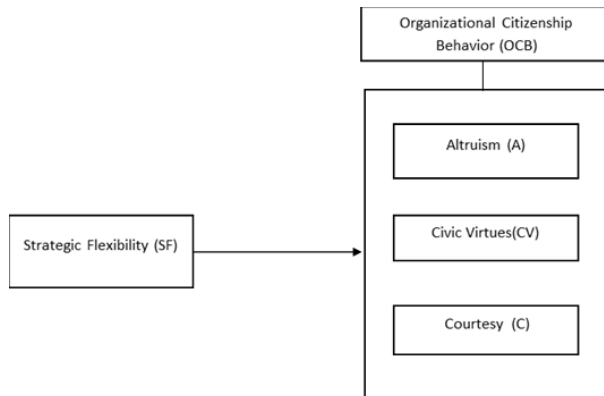 Organizational Citizenship
Behavior (OCB)
Altruism (A)
Strategic Flexibility (SF)
Civic Virtues(CV)
Courtesy (C)